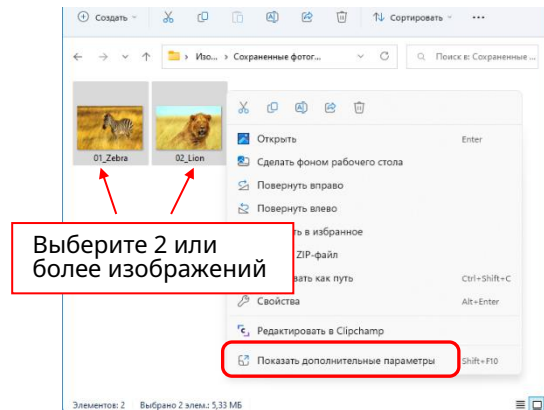 Создать
Сортировать
Изо... > Сохраненные фотог...
Поиск в: Сохраненные ...
01_Zebra
02_Lion
Открыть Enter
Сделать фоном рабочего стола
Повернуть вправо
Повернуть влево
в избранное
ZIP-файл
как путь Ctrl+Shift+C
Свойства Alt+Enter
Редактировать в Clipchamp
Показать дополнительные параметры Shift+F10
Выберите 2 или
более изображений
Элементов: 2 Выбрано 2 элем.: 5,33 МБ